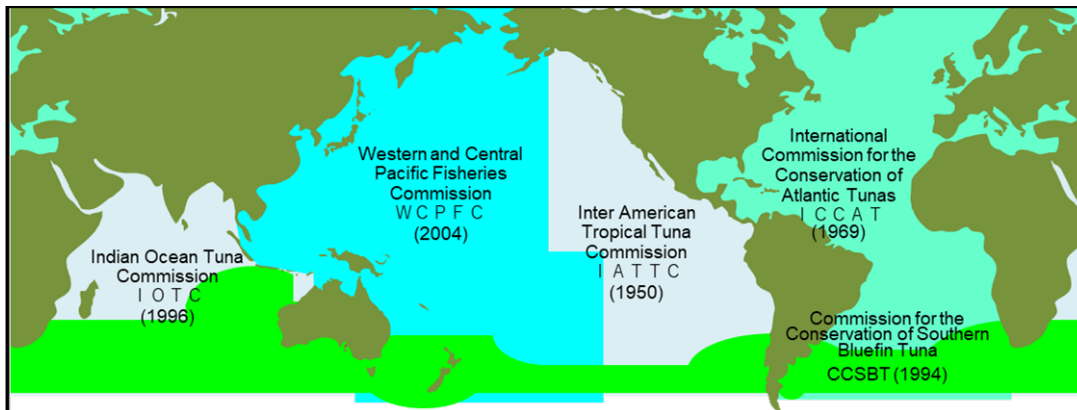 Western and Central
Pacific Fisheries
Commission
W C P F C
(2004)
International
Commission for the
Conservation of
Atlantic Tunas
I C C A T
(1969)
Inter American
Tropical Tuna
Commission
I A T T C
(1950)
Indian Ocean Tuna
Commission
I O T C
(1996)
Commission for the
Conservation of Southern
Bluefin Tuna
CCSBT (1994)